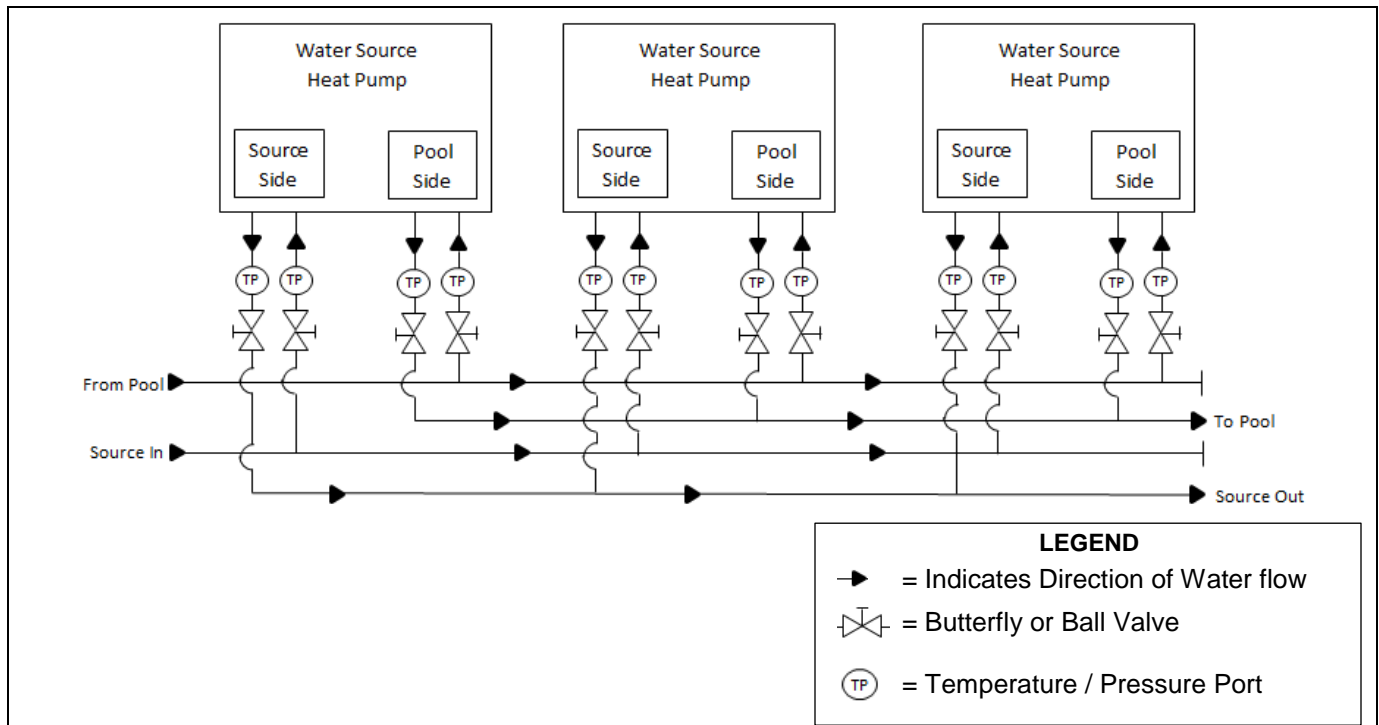 Water Source
Heat Pump
Water Source
Heat Pump
Water Source
Heat Pump
Source
Side
Pool
Side
Source
Side
Pool
Side
Source
Side
Pool
Side
TP
TP
TP
TP
TP
TP
TP
TP
TP
TP
TP
TP
From Pool
To Pool
Source In
Source Out
LEGEND
= Indicates Direction of Water flow
= Butterfly or Ball Valve
TP = Temperature / Pressure Port